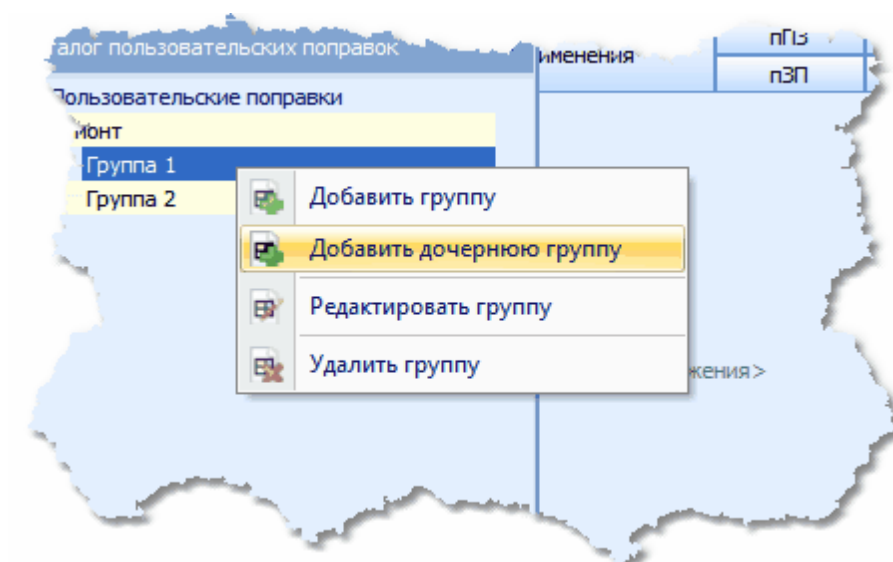 талог пользовательских поправок
именения
пПЗ
пЗП
Пользовательские поправки
монт
Группа 1
Группа 2
Добавить группу
Добавить дочернюю группу
Редактировать группу
Удалить группу
жения>